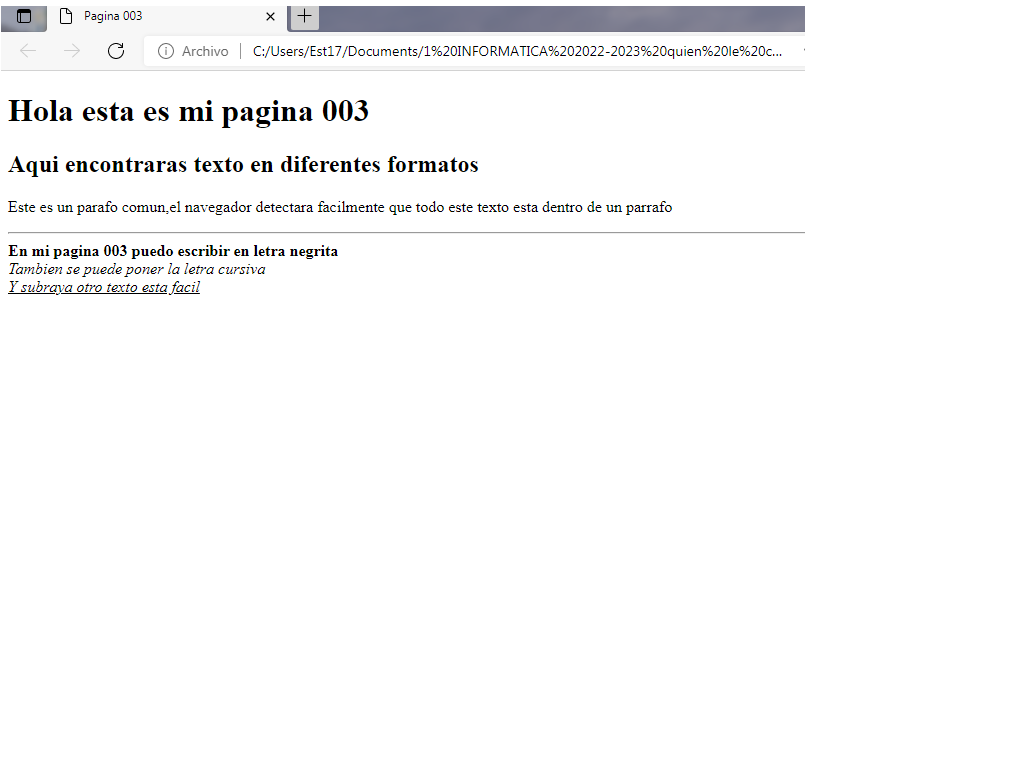 Pagina 003
Archivo
C:/Users/Est17/Documents/1%20INFORMATICA%202022-2023%20quien%20le%20c...
Hola esta es mi pagina 003
Aqui encontraras texto en diferentes formatos
Este es un parafo comun,el navegador detectara facilmente que todo este texto esta dentro de un parrafo
En mi pagina 003 puedo escribir en letra negrita
Tambien se puede poner la letra cursiva
Y subraya otro texto esta facil